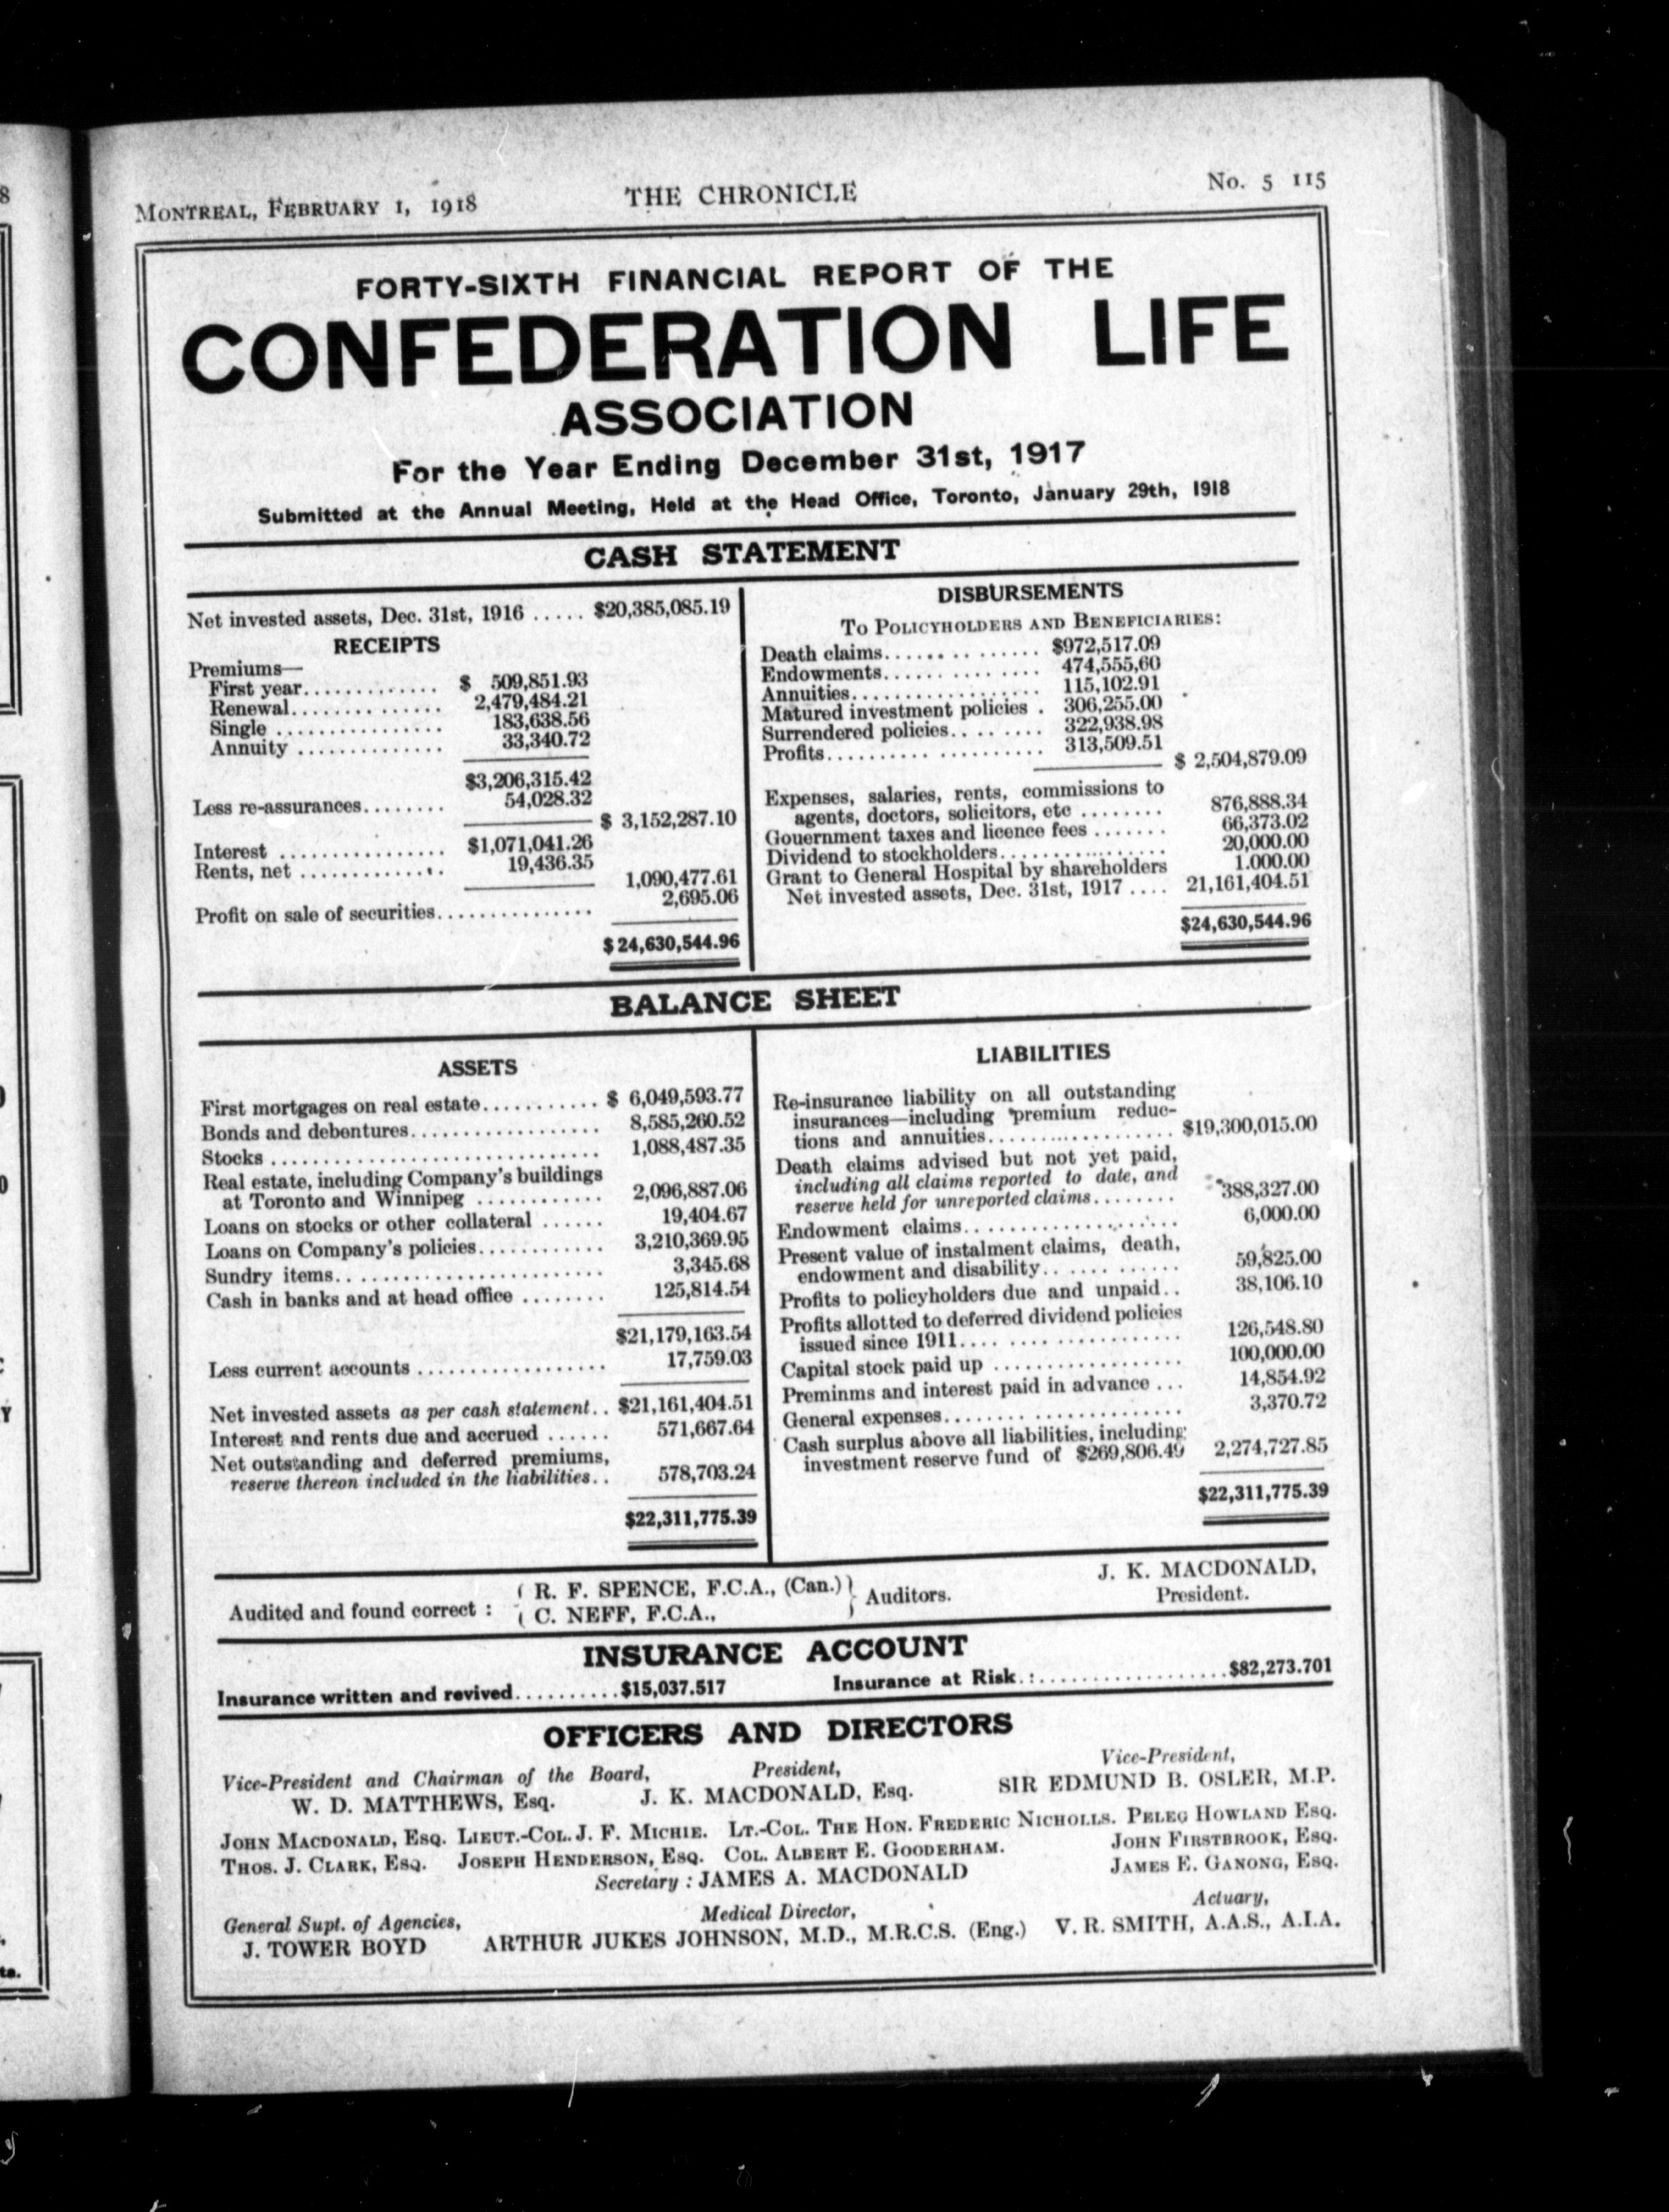 MONTREAL, FEBRUARY 1, 1918 THE CHRONICLE No. 5 115
FORTY-SIXTH FINANCIAL REPORT OF THE
CONFEDERATION LIFE
ASSOCIATION
For the Year Ending December 31st, 1917
Submitted at the Annual Meeting, Held at the Head Office, Toronto, January 29th, 1918
CASH STATEMENT
Net invested assets, Dec. 31st, 1916 ..... $20,385,085.19
RECEIPTS
Premiums—
First year............. $ 509,851.93
Renewal.............. 2,479,484.21
Single ................ 183,638.56
Annuity .............. 33,340.72
$3,206,315.42
Less re-assurances........ 54,028.32
$ 3,152,287.10
Interest ................ $1,071,041.26
Rents, net .............. 19,436.35
1,090,477.61
Profit on sale of securities............... 2,695.06
$24,630,544.96
DISBURSEMENTS
TO POLICYHOLDERS AND BENEFICIARIES:
Death claims............... $972,517.09
Endowments............... 474,555,60
Annuities.................. 115,102.91
Matured investment policies . 306,255.00
Surrendered policies......... 322,938.98
Profits.................... 313,509.51
$ 2,504,879.09
Expenses, salaries, rents, commissions to
agents, doctors, solicitors, etc ........ 876,888.34
Gouernment taxes and licence fees ....... 66,373.02
Dividend to stockholders................ 20,000.00
Grant to General Hospital by shareholders 1.000.00
Net invested assets, Dec. 31st, 1917 .... 21,161,404.51
$24,630,544.96
BALANCE SHEET
ASSETS
First mortgages on real estate........... $ 6,049,593.77
Bonds and debentures.................. 8,585,260.52
Stocks ............................... 1,088,487.35
Real estate, including Company's buildings
at Toronto and Winnipeg ............ 2,096,887.06
Loans on stocks or other collateral ...... 19,404.67
Loans on Company's policies............ 3,210,369.95
Sundry items......................... 3,345.68
Cash in banks and at head office ........ 125,814.54
$21,179,163.54
Less current accounts .................. 17,759.03
Net invested assets as per cash statement.. $21,161,404.51
Interest and rents due and accrued ...... 571,667.64
Net outstanding and deferred premiums,
reserve thereon included in the liabilities.. 578,703.24
$22,311,775.39
LIABILITIES
Re-insurance liability on all outstanding
insurances—including premium reduc-
tions and annuities................... $19,300,015.00
Death claims advised but not yet paid,
including all claims reported to date, and
reserve held for unreported claims........ 388,327.00
Endowment claims..................... 6,000.00
Present value of instalment claims, death,
endowment and disability............. 59,825.00
Profits to policyholders due and unpaid.. 38,106.10
Profits allotted to deferred dividend policies
issued since 1911..................... 126,548.80
Capital stock paid up .................. 100,000.00
Preminms and interest paid in advance ... 14,854.92
General expenses....................... 3,370.72
Cash surplus above all liabilities, including
investment reserve fund of $269,806.49 2,274,727.85
$22,311,775.39
Audited and found correct : { R. F. SPENCE, F.C.A., (Can.) } Auditors.
{ C. NEFF, F.C.A., }
J. K. MACDONALD,
President.
INSURANCE ACCOUNT
Insurance written and revived..........$15,037.517 Insurance at Risk.:..................$82,273.701
OFFICERS AND DIRECTORS
Vice-President and Chairman of the Board, President, Vice-President,
W. D. MATTHEWS, Esq. J. K. MACDONALD, Esq. SIR EDMUND B. OSLER, M.P.
JOHN MACDONALD, ESQ. LIEUT.-COL. J. F. MICHIE. LT.-COL. THE HON. FREDERIC NICHOLLS. PELEG HOWLAND ESQ.
THOS. J. CLARK, ESQ. JOSEPH HENDERSON, ESQ. COL. ALBERT E. GOODERHAM. JOHN FIRSTBROOK, ESQ.
Secretary : JAMES A. MACDONALD JAMES E. GANONG, ESQ.
General Supt. of Agencies, Medical Director, Actuary,
J. TOWER BOYD ARTHUR JUKES JOHNSON, M.D., M.R.C.S. (Eng.) V. R. SMITH, A.A.S., A.I.A.